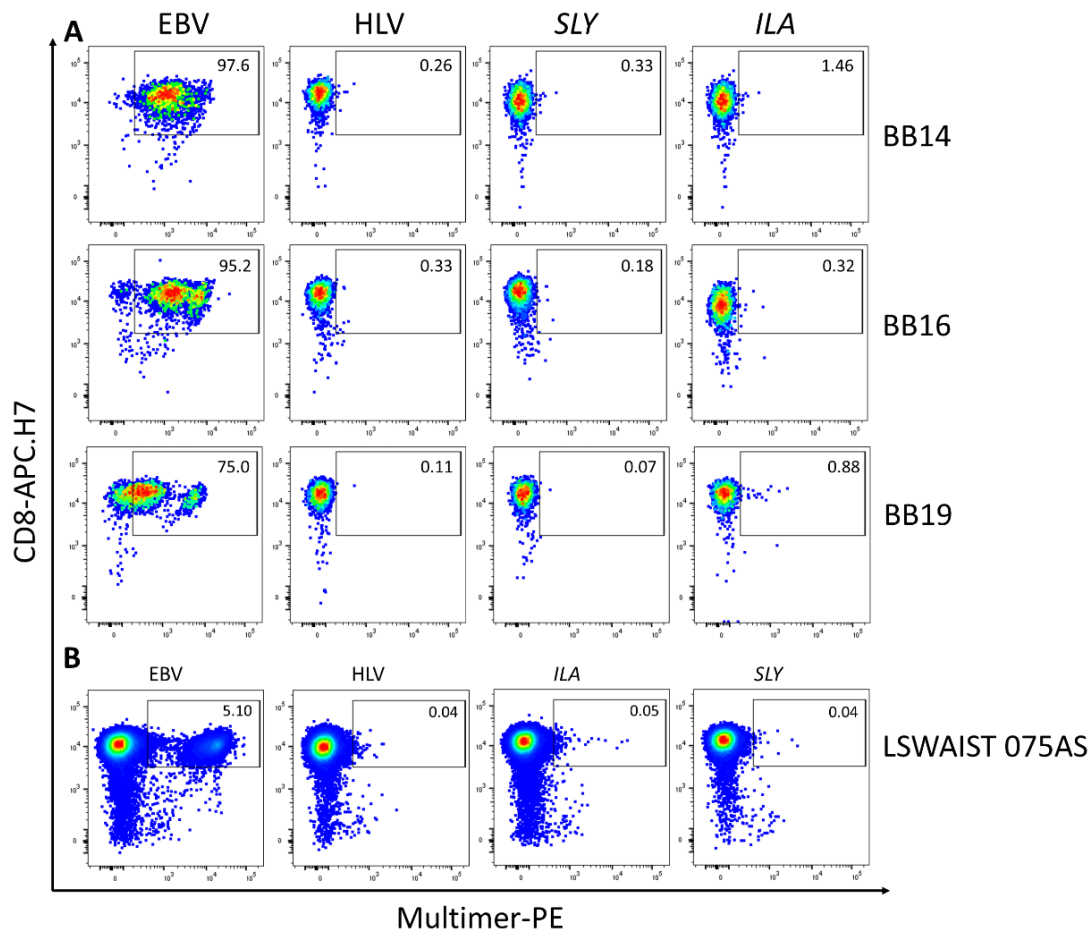 A
EBV HLV SLY ILA
97.6 0.26 0.33 1.46
BB14
95.2 0.33 0.18 0.32
BB16
75.0 0.11 0.07 0.88
BB19
CD8-APC.H7
B
EBV HLV ILA SLY
5.10 0.04 0.05 0.04
LSWAIST 075AS
Multimer-PE